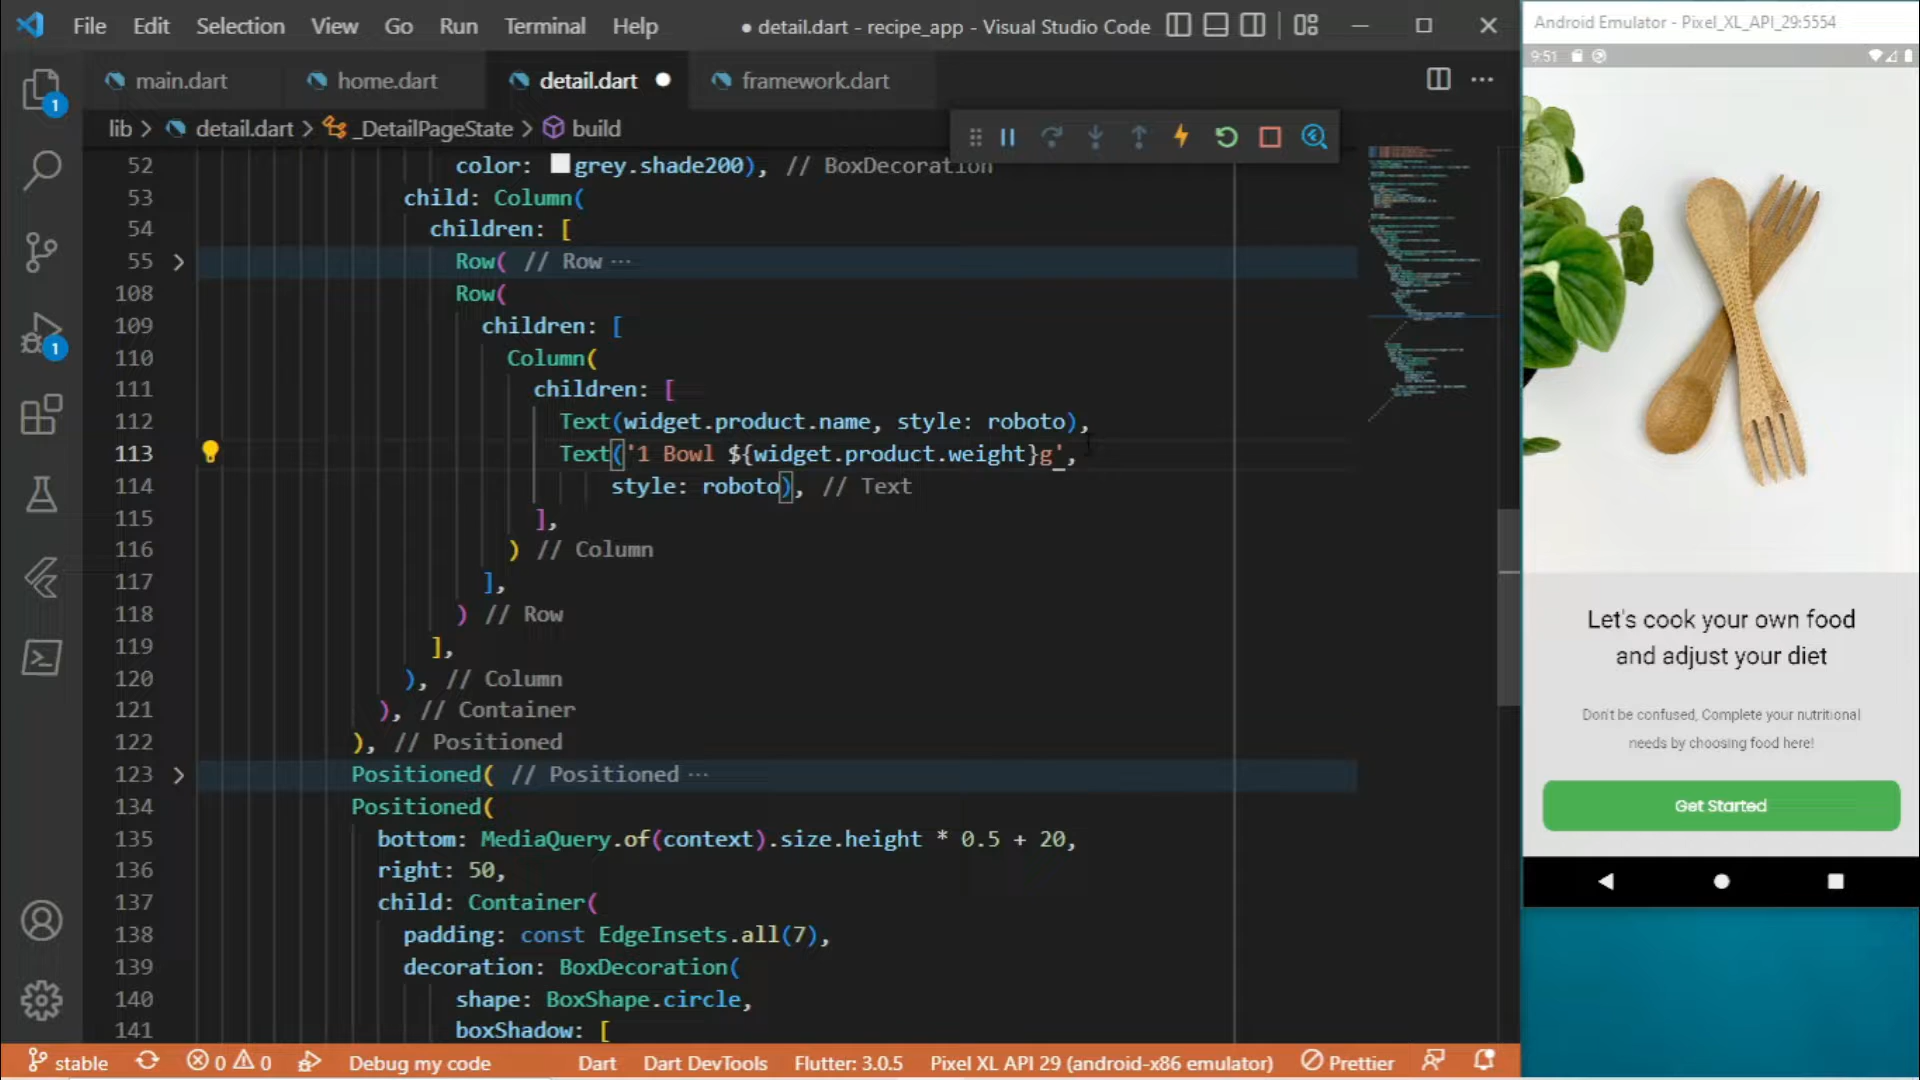 File Edit Selection View Go Run Terminal Help
● detail.dart - recipe_app - Visual Studio Code
main.dart home.dart detail.dart framework.dart
lib > detail.dart > _DetailPageState > build
52 color: grey.shade200), // BoxDecoration
53 child: Column(
54 children: [
55 Row( // Row ···
108 Row(
109 children: [
110 Column(
111 children: [
112 Text(widget.product.name, style: roboto),
113 Text('1 Bowl ${widget.product.weight}g',
114 style: roboto), // Text
115 ],
116 ) // Column
117 ],
118 ) // Row
119 ],
120 ), // Column
121 ), // Container
122 ), // Positioned
123 Positioned( // Positioned ···
134 Positioned(
135 bottom: MediaQuery.of(context).size.height * 0.5 + 20,
136 right: 50,
137 child: Container(
138 padding: const EdgeInsets.all(7),
139 decoration: BoxDecoration(
140 shape: BoxShape.circle,
141 boxShadow: [
1
1
stable 0 0 Debug my code Dart Dart DevTools Flutter: 3.0.5 Pixel XL API 29 (android-x86 emulator) Prettier
Android Emulator - Pixel_XL_API_29:5554
9:51
Let's cook your own food
and adjust your diet
Don't be confused, Complete your nutritional
needs by choosing food here!
Get Started